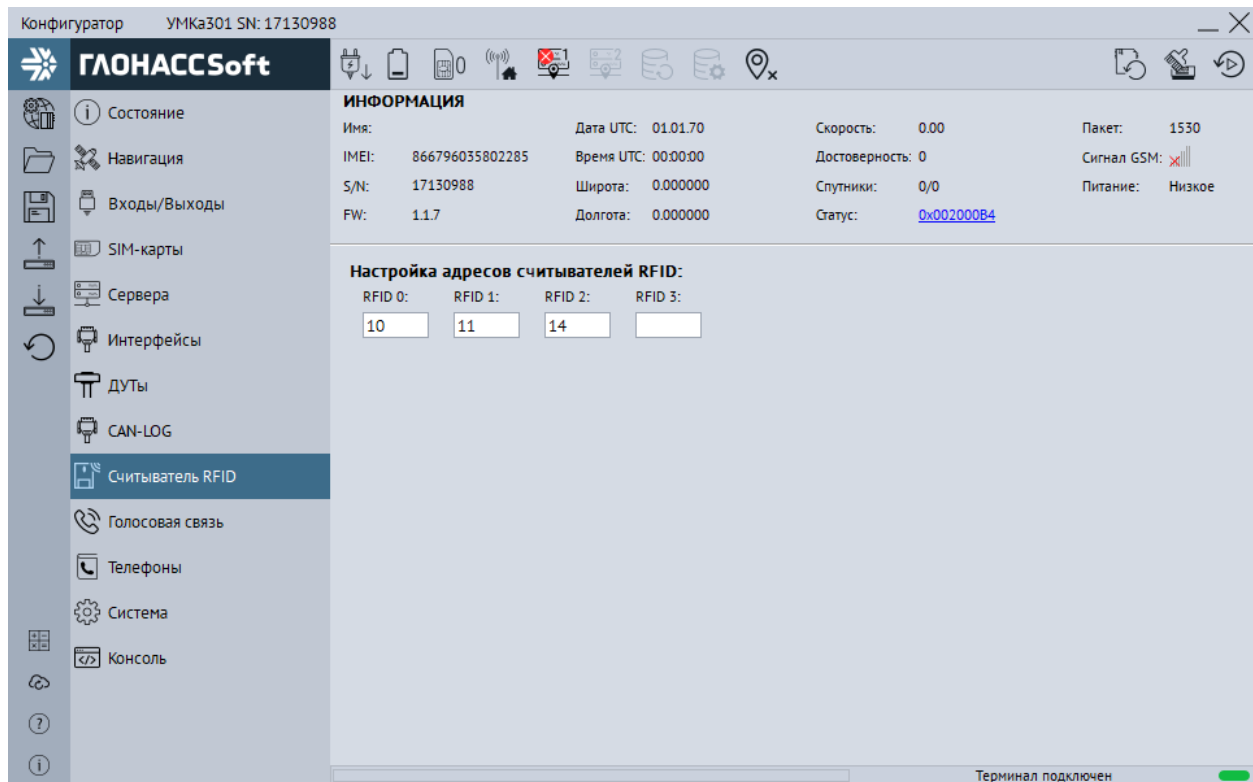 Конфигуратор УМКа301 SN: 17130988
ГЛОНАССSoft
0
1
2
ИНФОРМАЦИЯ
Имя: Дата UTC: 01.01.70 Скорость: 0.00 Пакет: 1530
IMEI: 866796035802285 Время UTC: 00:00:00 Достоверность: 0 Сигнал GSM:
S/N: 17130988 Широта: 0.000000 Спутники: 0/0 Питание: Низкое
FW: 1.1.7 Долгота: 0.000000 Статус: 0x002000B4
Состояние
Навигация
Входы/Выходы
SIM-карты
Сервера
Интерфейсы
ДУТы
CAN-LOG
Считыватель RFID
Голосовая связь
Телефоны
Система
Консоль
Настройка адресов считывателей RFID:
RFID 0: RFID 1: RFID 2: RFID 3:
10 11 14
Терминал подключен